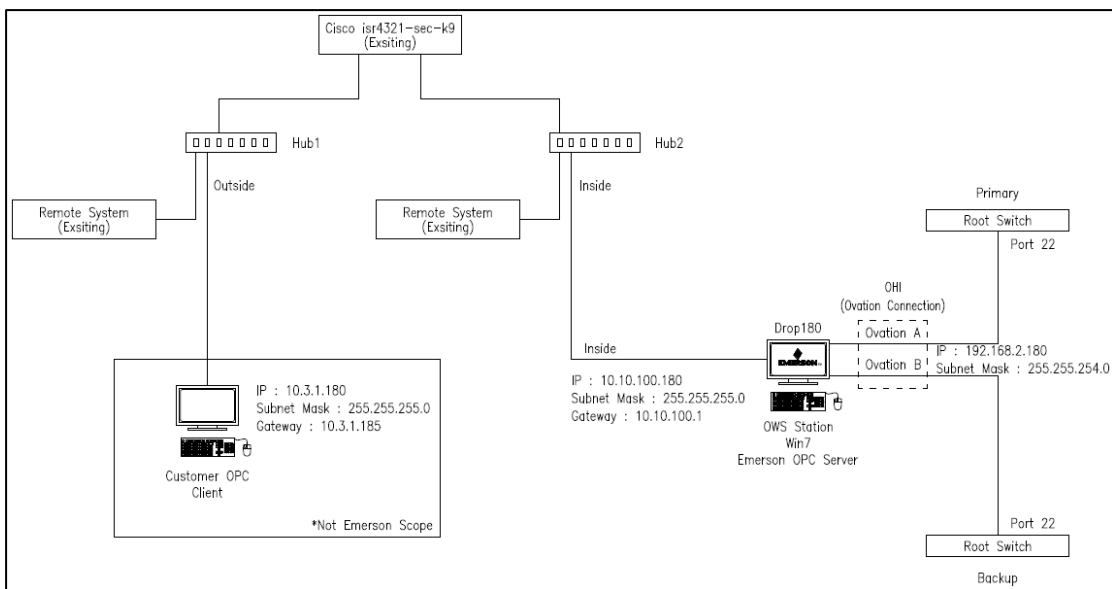 Cisco isr4321-sec-k9
(Exsiting)
Hub1
Hub2
Outside
Inside
Remote System
(Exsiting)
Remote System
(Exsiting)
Primary
Root Switch
Port 22
OHI
(Ovation Connection)
Drop180
Ovation A
Ovation B
IP : 192.168.2.180
Subnet Mask : 255.255.254.0
Inside
IP : 10.10.100.180
Subnet Mask : 255.255.255.0
Gateway : 10.10.100.1
EMERSON
OWS Station
Win7
Emerson OPC Server
IP : 10.3.1.180
Subnet Mask : 255.255.255.0
Gateway : 10.3.1.185
Customer OPC
Client
*Not Emerson Scope
Port 22
Root Switch
Backup